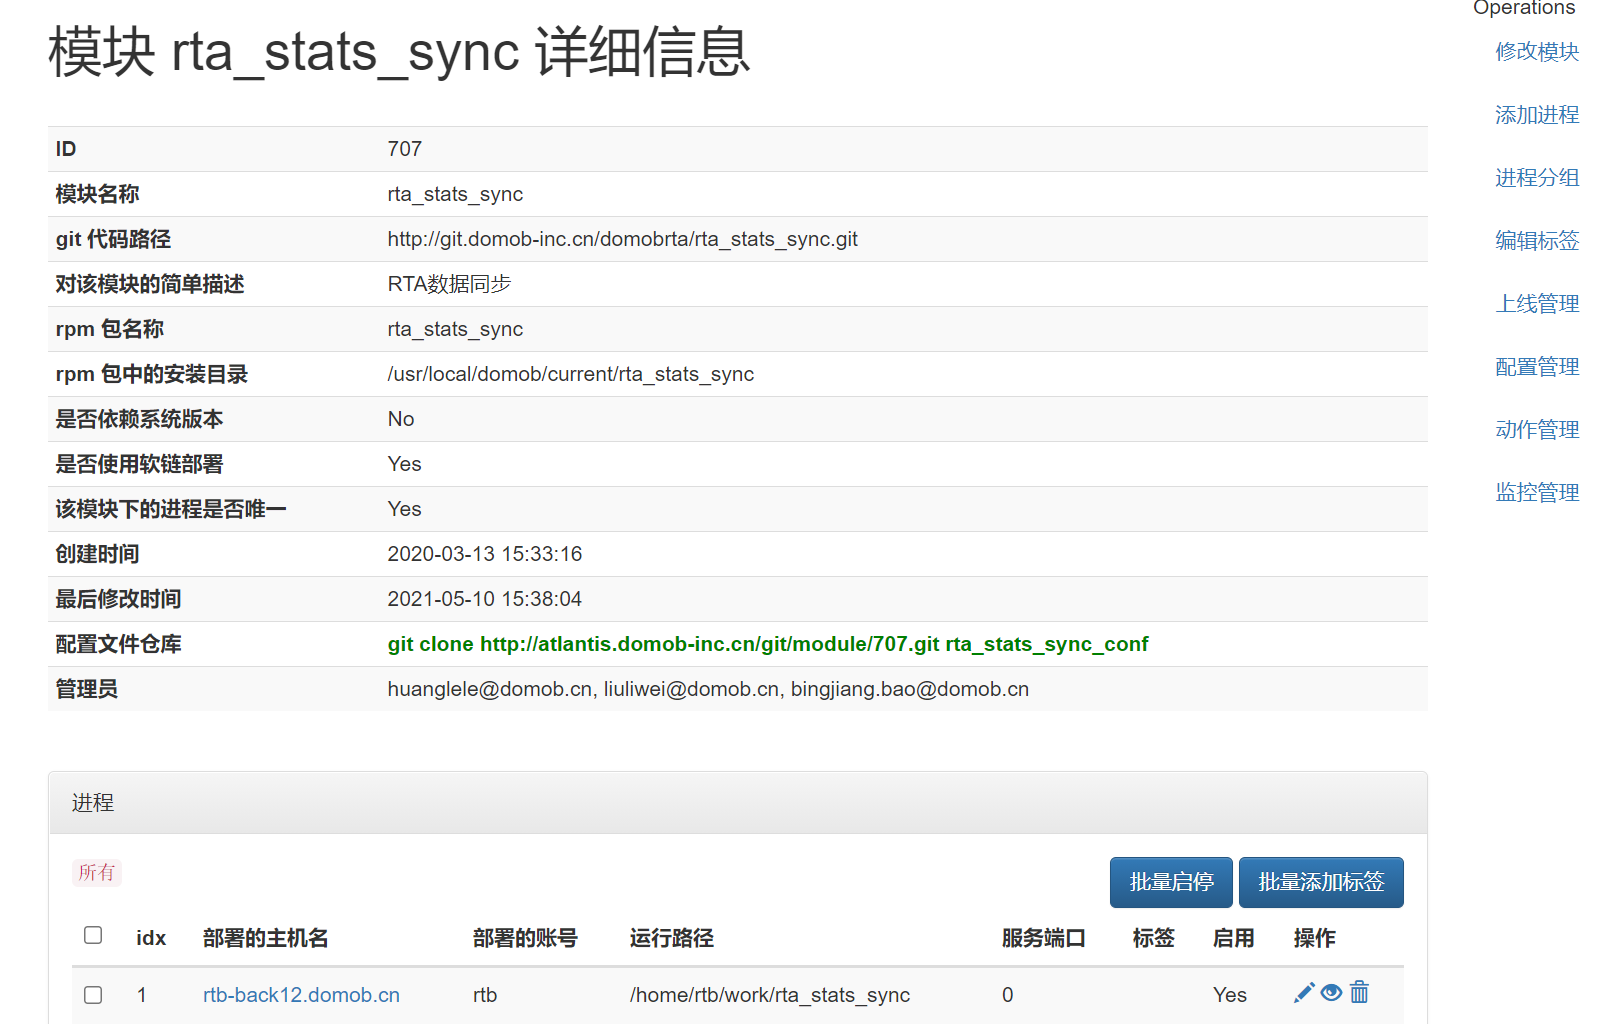 模块 rta_stats_sync 详细信息
ID 707
模块名称 rta_stats_sync
git 代码路径 http://git.domob-inc.cn/domobrta/rta_stats_sync.git
对该模块的简单描述 RTA数据同步
rpm 包名称 rta_stats_sync
rpm 包中的安装目录 /usr/local/domob/current/rta_stats_sync
是否依赖系统版本 No
是否使用软链部署 Yes
该模块下的进程是否唯一 Yes
创建时间 2020-03-13 15:33:16
最后修改时间 2021-05-10 15:38:04
配置文件仓库 git clone http://atlantis.domob-inc.cn/git/module/707.git rta_stats_sync_conf
管理员 huanglele@domob.cn, liuliwei@domob.cn, bingjiang.bao@domob.cn
进程
所有 批量启停 批量添加标签
idx 部署的主机名 部署的账号 运行路径 服务端口 标签 启用 操作
1 rtb-back12.domob.cn rtb /home/rtb/work/rta_stats_sync 0 Yes
Operations
修改模块
添加进程
进程分组
编辑标签
上线管理
配置管理
动作管理
监控管理